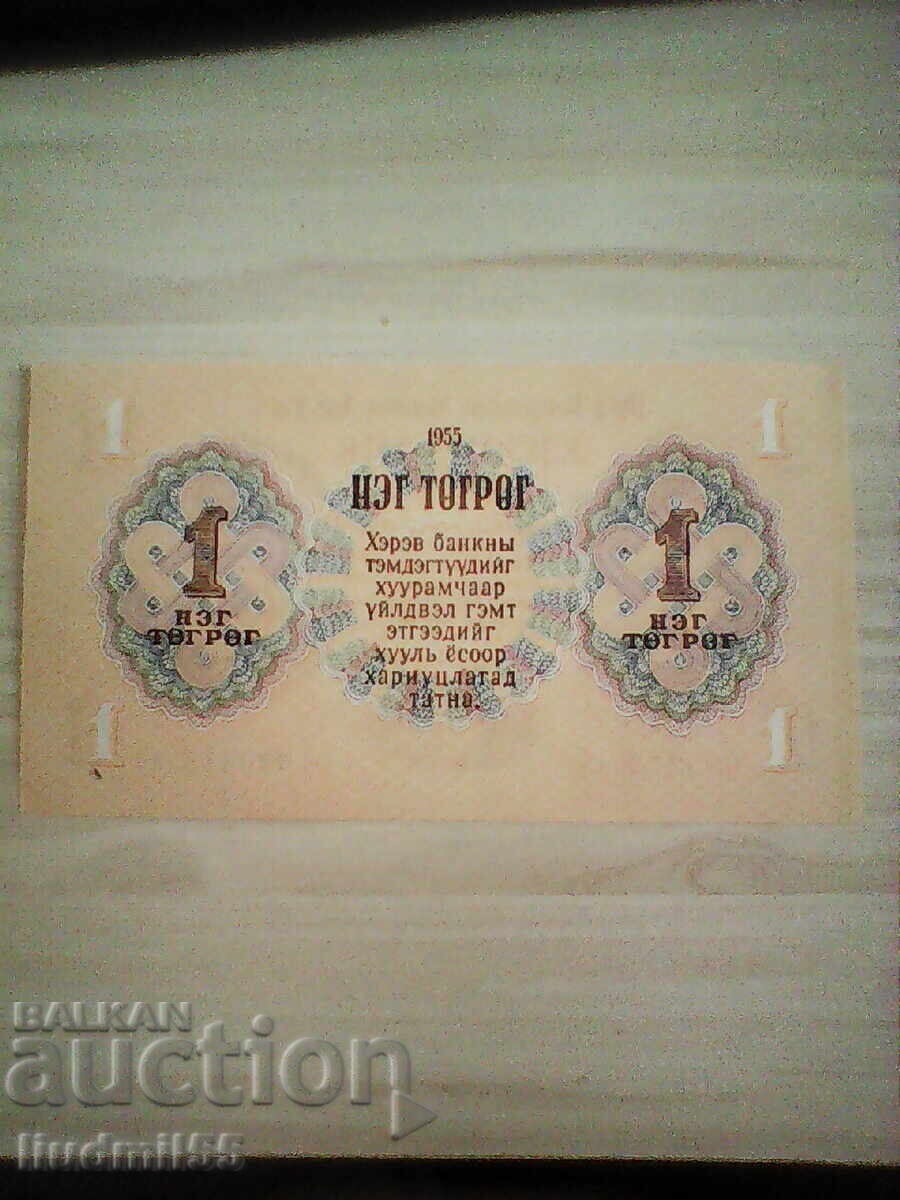 1 1
1955
НЭГ ТӨГРӨГ
Хэрэв банкны
тэмдэгтүүдийг
хуурамчаар
үйлдвэл гэмт
этгээдийг
хууль ёсоор
хариуцлагад
татна.
1
НЭГ
ТӨГРӨГ
1
НЭГ
ТӨГРӨГ
1 1
BALKAN
auction
liudmil55